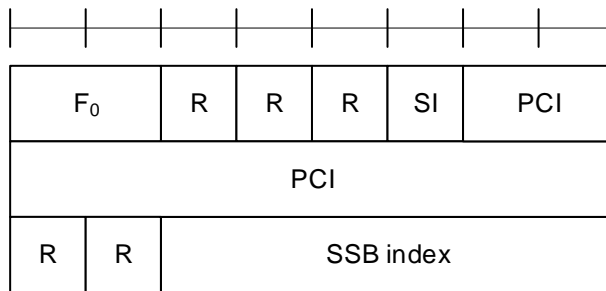 F₀ R R R SI PCI
PCI
R R SSB index